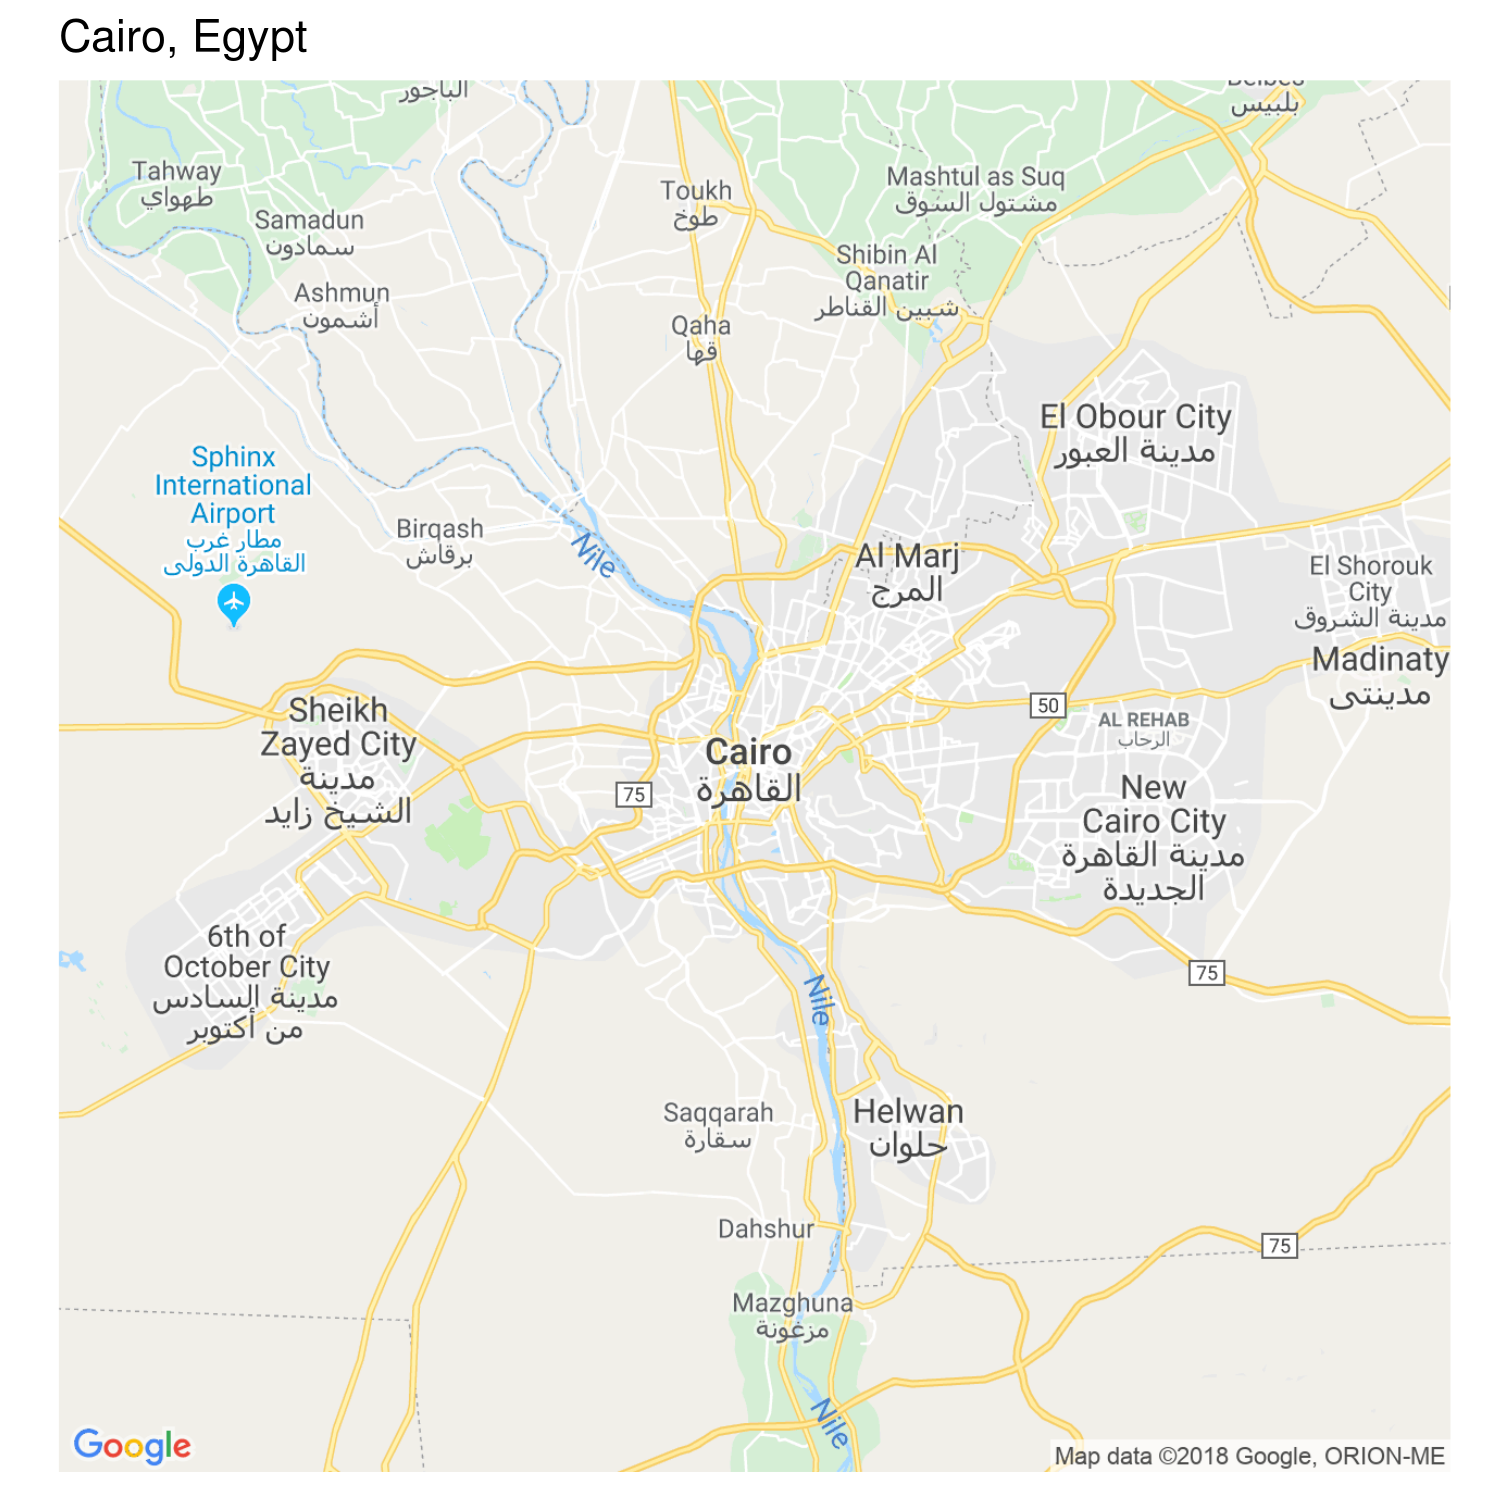 Cairo, Egypt
الباجور
بلبيس
Tahway
طهواي
Samadun
سمادون
Ashmun
أشمون
Toukh
طوخ
Mashtul as Suq
مشتول السوق
Shibin Al
Qanatir
شبين القناطر
Qaha
قها
El Obour City
مدينة العبور
Sphinx
International
Airport
مطار غرب
القاهرة الدولى
Birqash
برقاش
Nile
Al Marj
المرج
El Shorouk
City
مدينة الشروق
Madinaty
مدينتى
Sheikh
Zayed City
مدينة
الشيخ زايد
50
AL REHAB
الرحاب
Cairo
القاهرة
75
New
Cairo City
مدينة القاهرة
الجديدة
6th of
October City
مدينة السادس
من أكتوبر
75
Nile
Saqqarah
سقارة
Helwan
حلوان
Dahshur
75
Mazghuna
مزغونة
Nile
Google
Map data ©2018 Google, ORION-ME